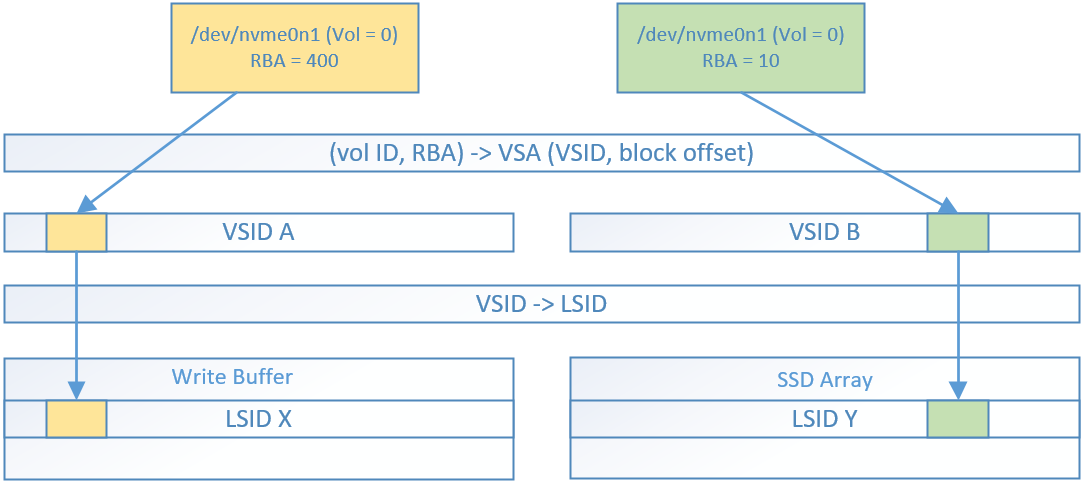 /dev/nvme0n1 (Vol = 0)
RBA = 400
/dev/nvme0n1 (Vol = 0)
RBA = 10
(vol ID, RBA) -> VSA (VSID, block offset)
VSID A
VSID B
VSID -> LSID
Write Buffer
LSID X
SSD Array
LSID Y